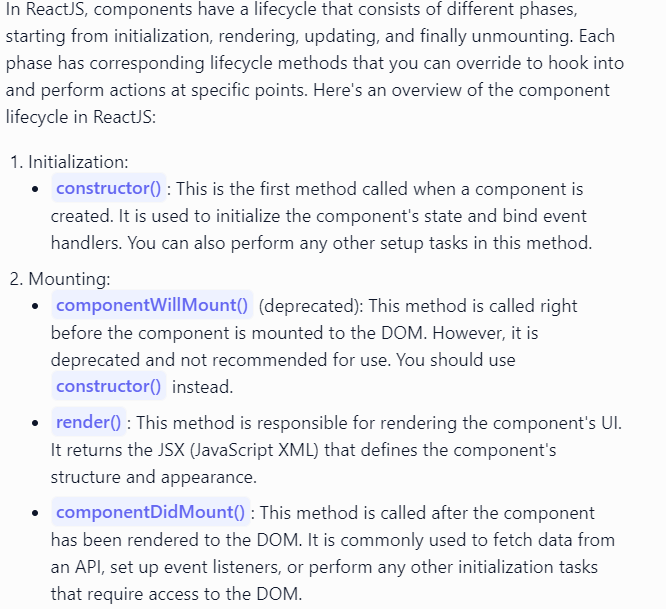 In ReactJS, components have a lifecycle that consists of different phases,
starting from initialization, rendering, updating, and finally unmounting. Each
phase has corresponding lifecycle methods that you can override to hook into
and perform actions at specific points. Here's an overview of the component
lifecycle in ReactJS:
1. Initialization:
• constructor() : This is the first method called when a component is
created. It is used to initialize the component's state and bind event
handlers. You can also perform any other setup tasks in this method.
2. Mounting:
• componentWillMount() (deprecated): This method is called right
before the component is mounted to the DOM. However, it is
deprecated and not recommended for use. You should use
constructor() instead.
• render() : This method is responsible for rendering the component's UI.
It returns the JSX (JavaScript XML) that defines the component's
structure and appearance.
• componentDidMount() : This method is called after the component
has been rendered to the DOM. It is commonly used to fetch data from
an API, set up event listeners, or perform any other initialization tasks
that require access to the DOM.